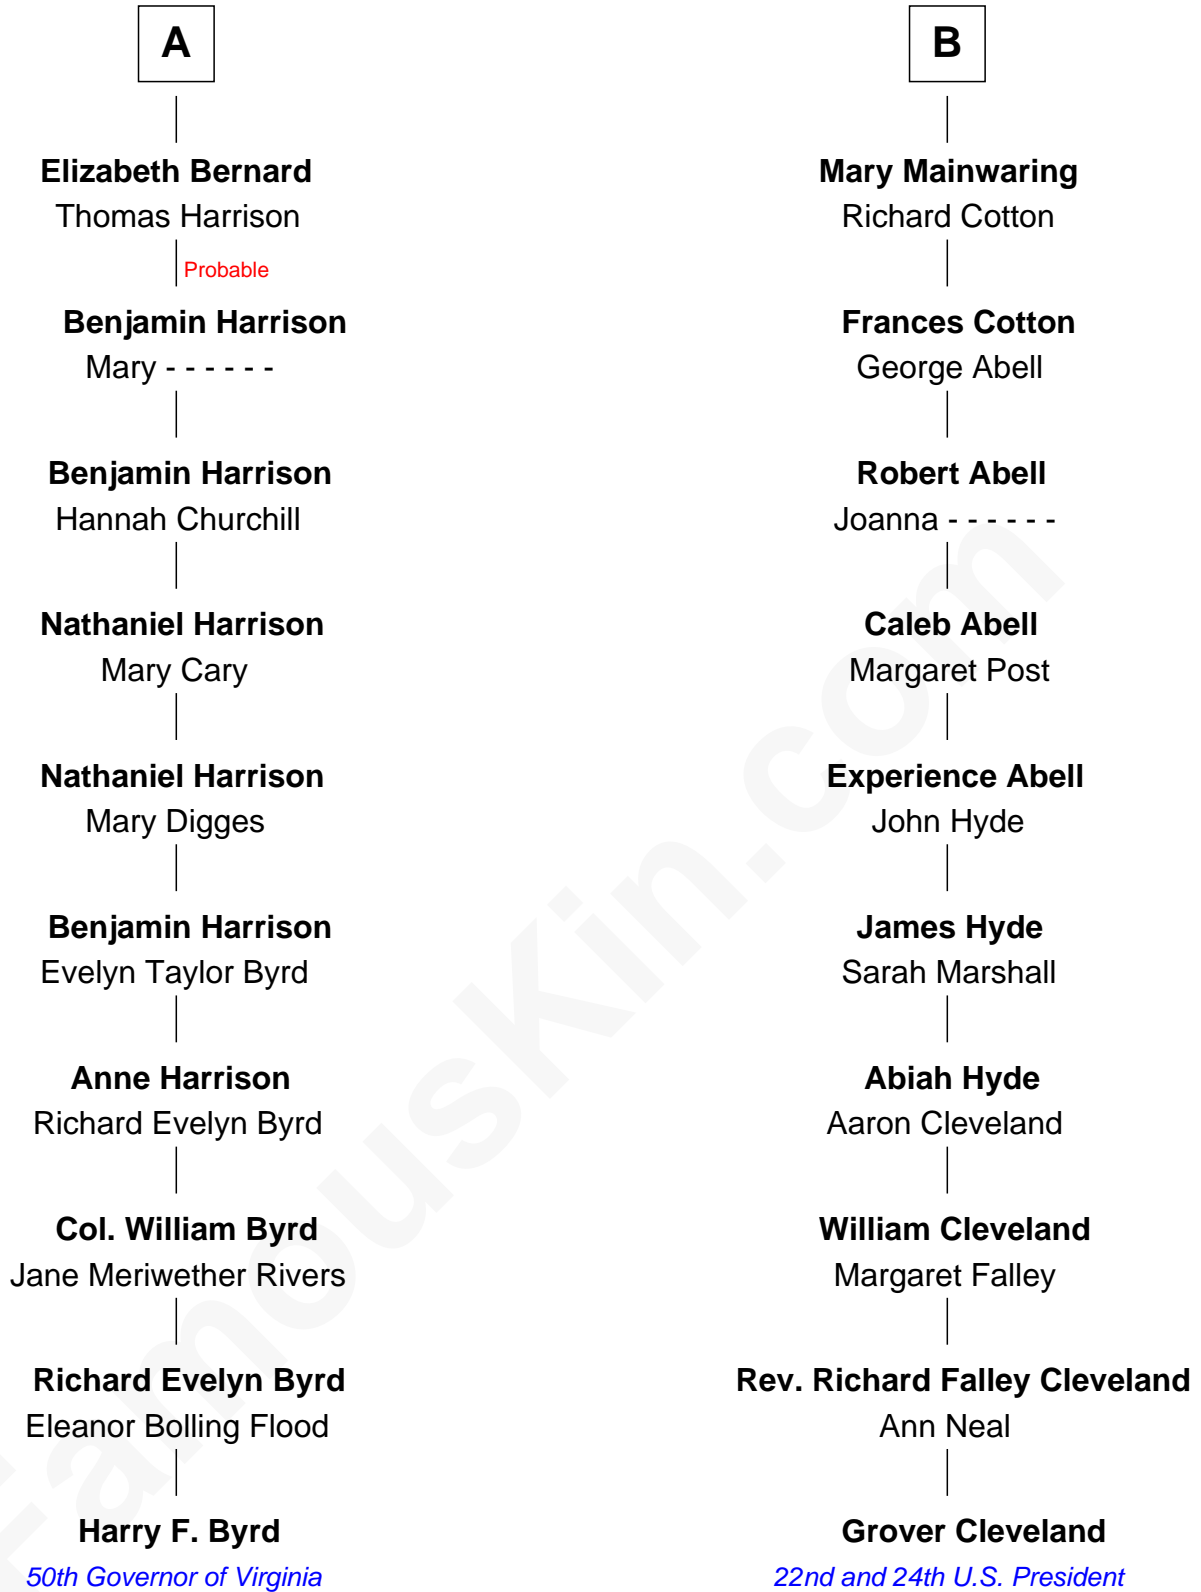 A
Elizabeth Bernard
Thomas Harrison
Probable
Benjamin Harrison
Mary - - - - - -
Benjamin Harrison
Hannah Churchill
Nathaniel Harrison
Mary Cary
Nathaniel Harrison
Mary Digges
Benjamin Harrison
Evelyn Taylor Byrd
Anne Harrison
Richard Evelyn Byrd
Col. William Byrd
Jane Meriwether Rivers
Richard Evelyn Byrd
Eleanor Bolling Flood
Harry F. Byrd
50th Governor of Virginia
B
Mary Mainwaring
Richard Cotton
Frances Cotton
George Abell
Robert Abell
Joanna - - - - - -
Caleb Abell
Margaret Post
Experience Abell
John Hyde
James Hyde
Sarah Marshall
Abiah Hyde
Aaron Cleveland
William Cleveland
Margaret Falley
Rev. Richard Falley Cleveland
Ann Neal
Grover Cleveland
22nd and 24th U.S. President
FamousKin.com